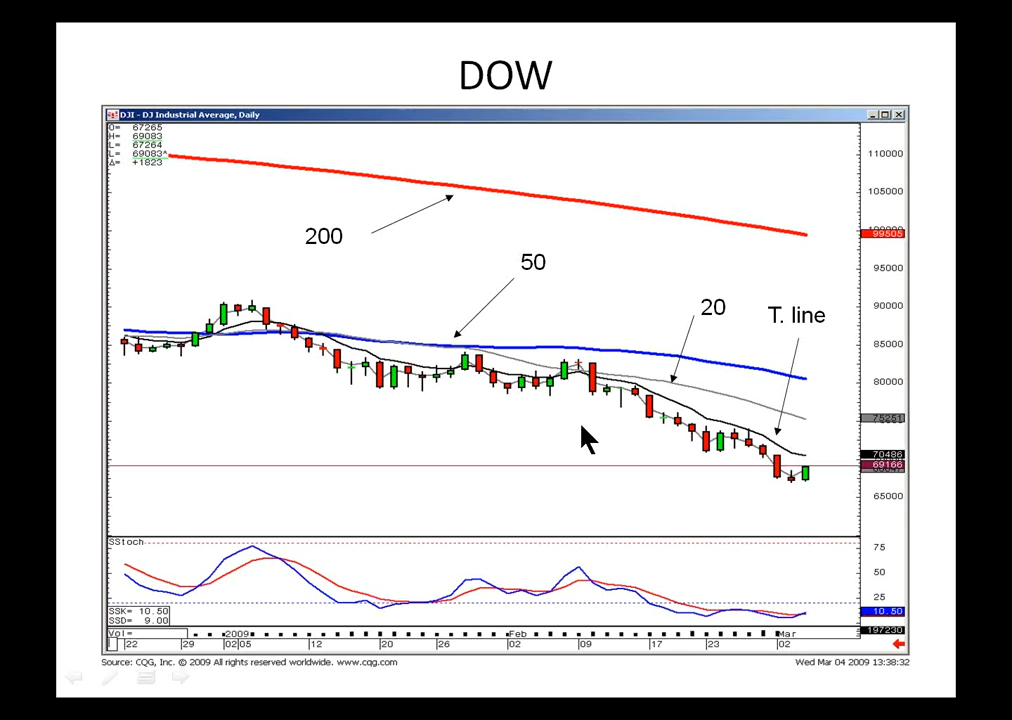 DOW
DJI - DJ Industrial Average, Daily
O= 67265
H= 69083
L= 67264
L= 69083^
Δ= +1823
110000
105000
99505
95000
90000
85000
80000
75251
70486
69166
65000
200
50
20
T. line
SStoch
75
50
25
10.50
SSK= 10.50
SSD= 9.00
Vol =
197230
22
29
2009
02
05
12
20
26
Feb
02
09
17
23
Mar
02
Source: CQG, Inc. © 2009 All rights reserved worldwide. www.cqg.com
Wed Mar 04 2009 13:38:32